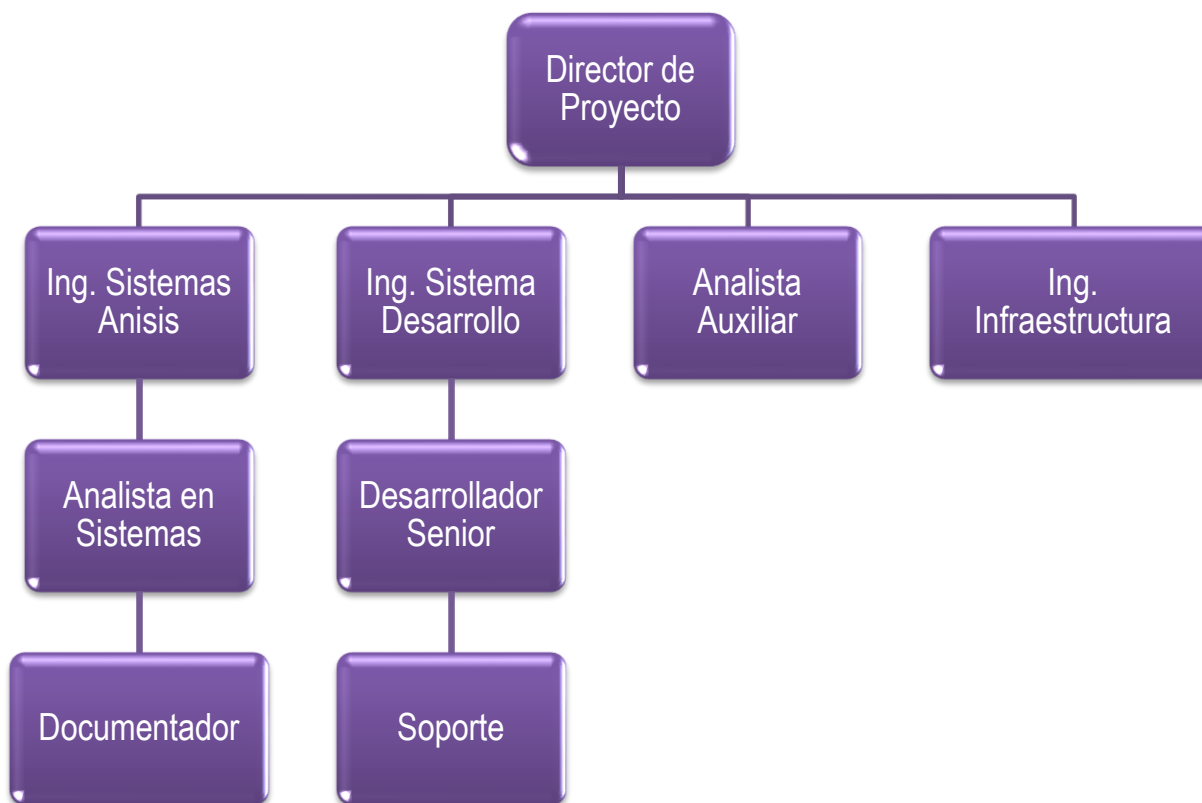 Director de
Proyecto
Ing. Sistemas
Anisis
Ing. Sistema
Desarrollo
Analista
Auxiliar
Ing.
Infraestructura
Analista en
Sistemas
Desarrollador
Senior
Documentador
Soporte